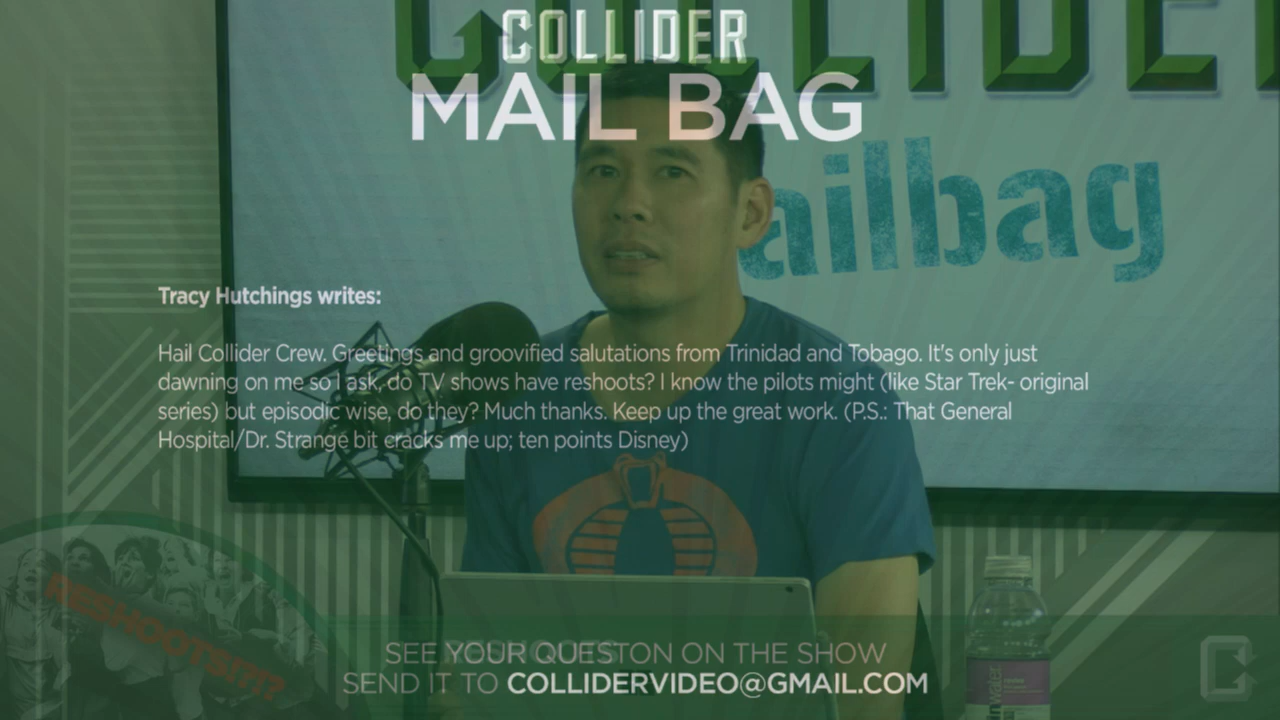 COLLIDER
COLLIDER
MAIL BAG
ailbag
Tracy Hutchings writes:
Hail Collider Crew. Greetings and groovified salutations from Trinidad and Tobago. It's only just
dawning on me so I ask, do TV shows have reshoots? I know the pilots might (like Star Trek- original
series) but episodic wise, do they? Much thanks. Keep up the great work. (P.S.: That General
Hospital/Dr. Strange bit cracks me up; ten points Disney)
RESHOOTS!?!?
SEE YOUR QUESTON ON THE SHOW
SEND IT TO COLLIDERVIDEO@GMAIL.COM